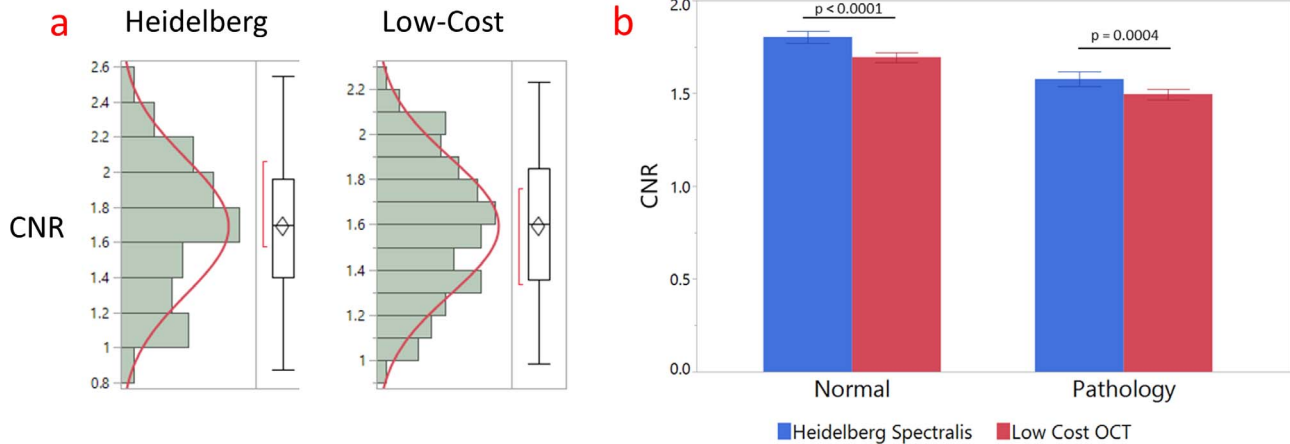 a Heidelberg Low-Cost
CNR
2.6
2.4
2.2
2
1.8
1.6
1.4
1.2
1
0.8
2.2
2
1.8
1.6
1.4
1.2
1
b
CNR
2.0
1.5
1.0
0.5
0.0
p < 0.0001
p = 0.0004
Normal Pathology
Heidelberg Spectralis Low Cost OCT